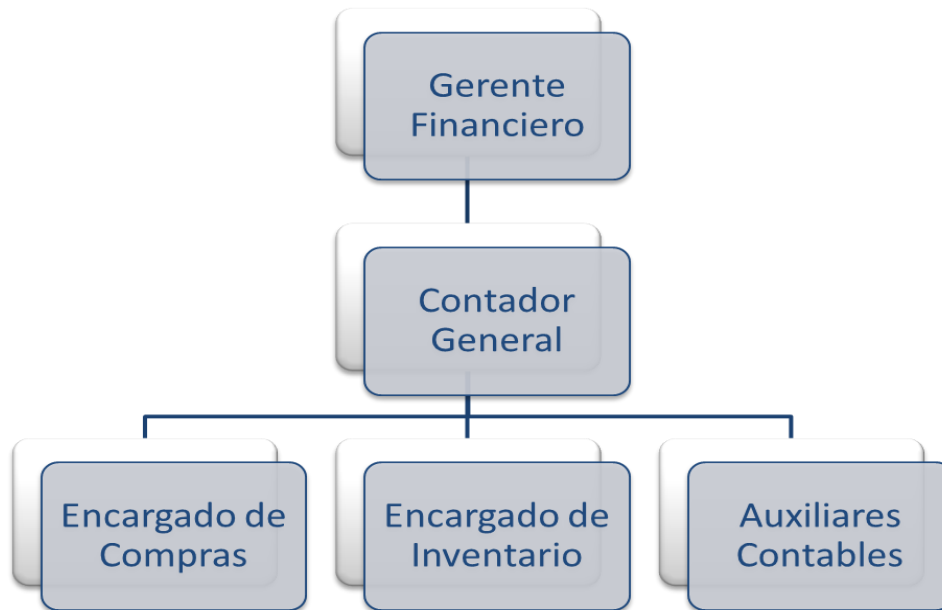 Gerente
Financiero
Contador
General
Encargado de
Compras
Encargado de
Inventario
Auxiliares
Contables